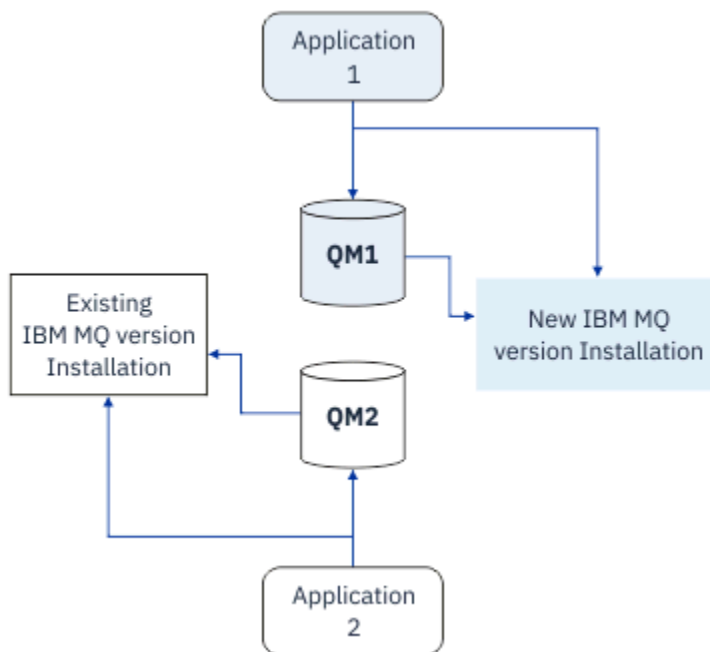 Application
1
QM1
Existing
IBM MQ version
Installation
New IBM MQ
version Installation
QM2
Application
2